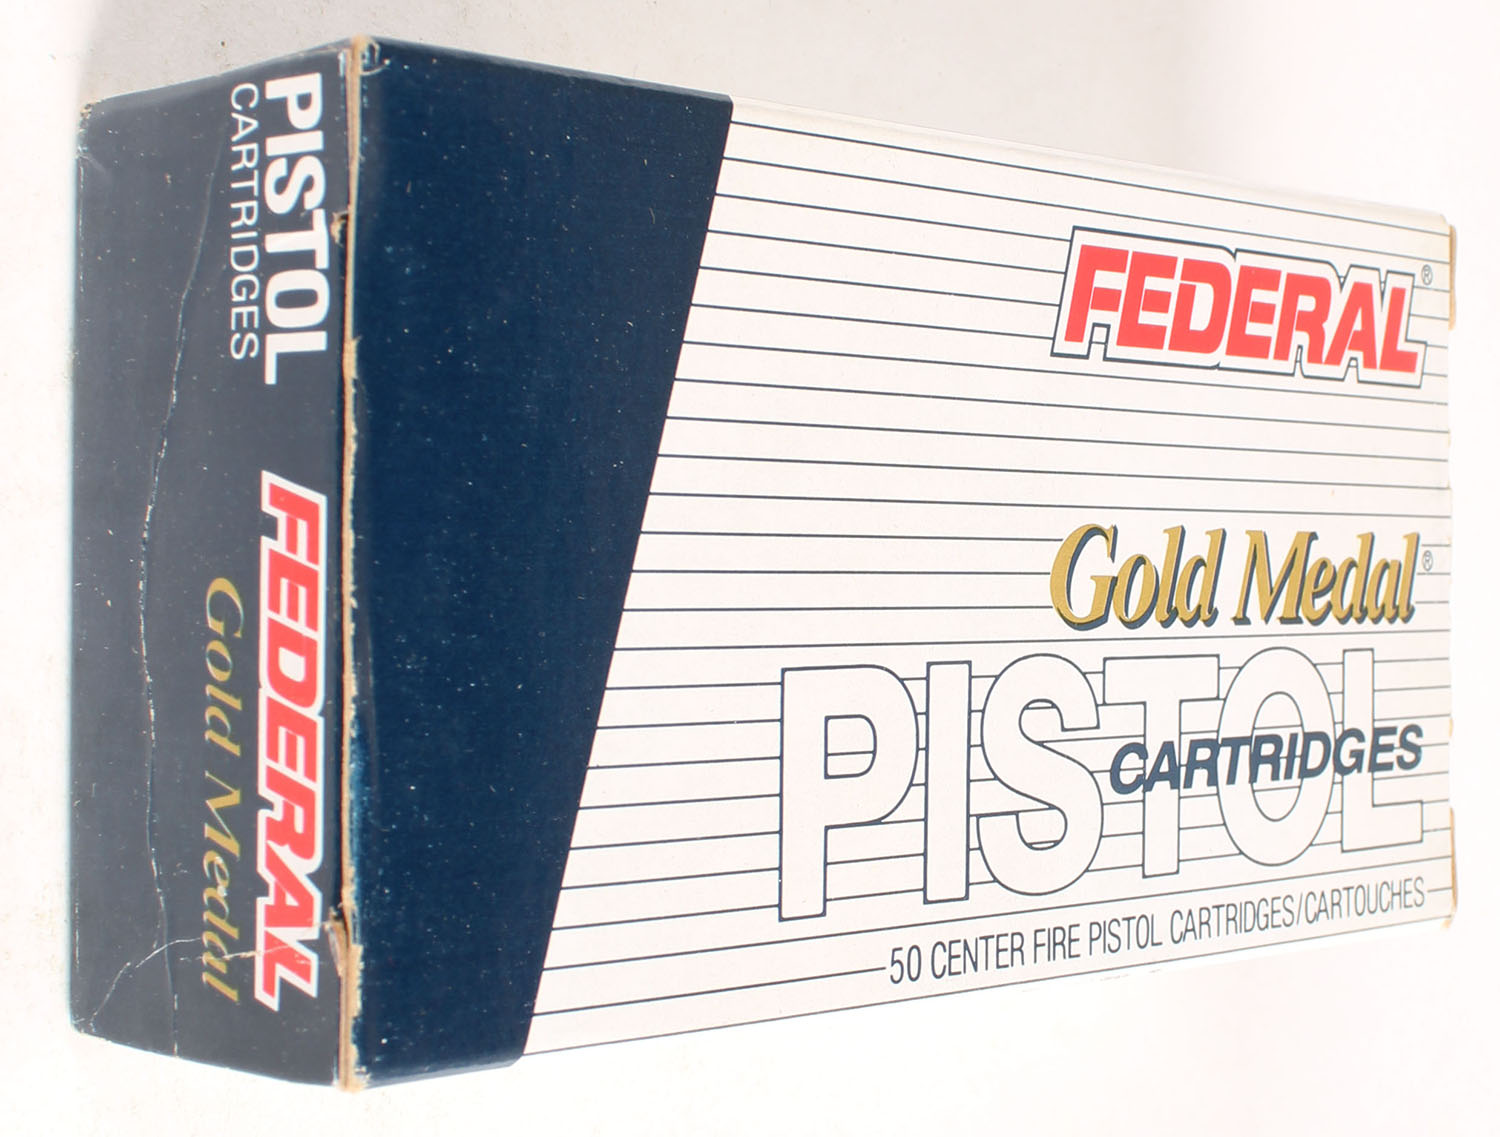 PISTOL
CARTRIDGES
FEDERAL
Gold Medal
FEDERAL®
Gold Medal®
PISTOL
CARTRIDGES
50 CENTER FIRE PISTOL CARTRIDGES/CARTOUCHES